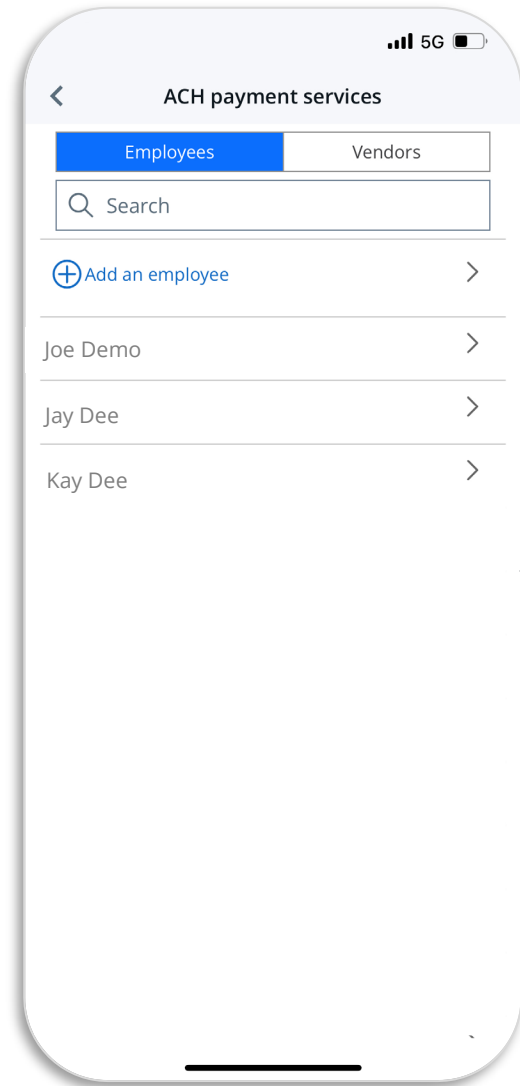 5G
ACH payment services
Employees Vendors
Search
Add an employee
Joe Demo
Jay Dee
Kay Dee